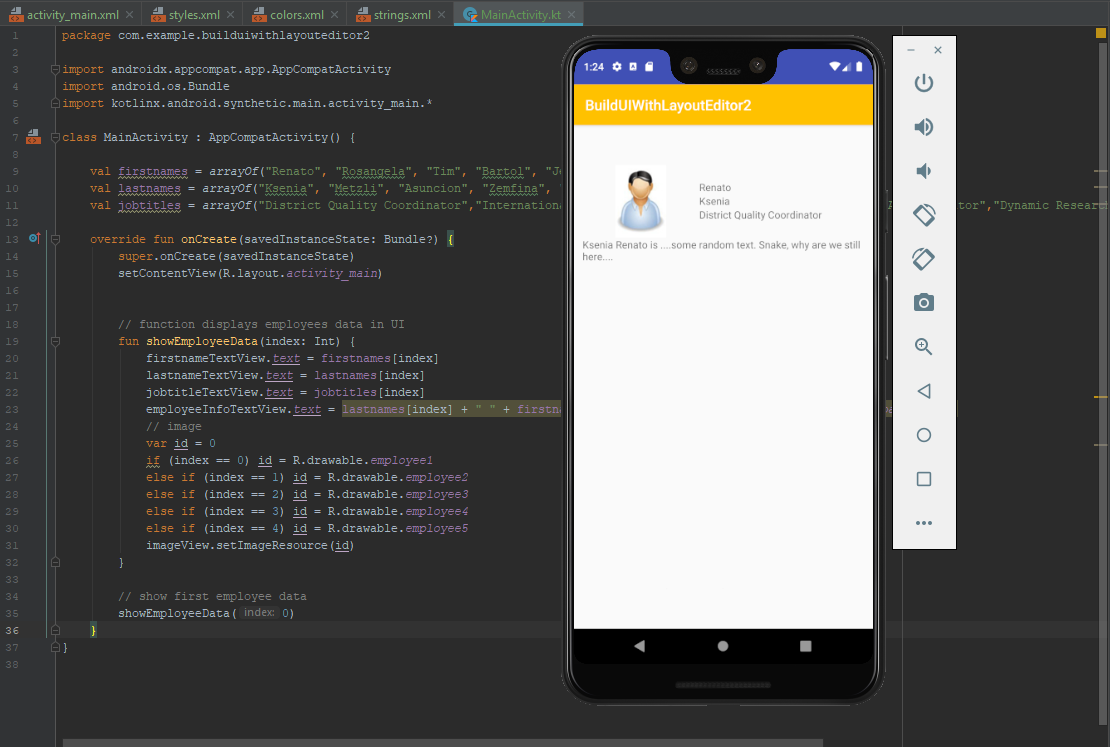 activity_main.xml styles.xml colors.xml strings.xml MainActivity.kt
1 package com.example.builduiwithlayouteditor2
2
3 import androidx.appcompat.app.AppCompatActivity
4 import android.os.Bundle
5 import kotlinx.android.synthetic.main.activity_main.*
6
7 class MainActivity : AppCompatActivity() {
8
9 val firstnames = arrayOf("Renato", "Rosangela", "Tim", "Bartol", "Je
10 val lastnames = arrayOf("Ksenia", "Metzli", "Asuncion", "Zemfina",
11 val jobtitles = arrayOf("District Quality Coordinator","Internationa tor","Dynamic Researc
12
13 override fun onCreate(savedInstanceState: Bundle?) {
14 super.onCreate(savedInstanceState)
15 setContentView(R.layout.activity_main)
16
17
18 // function displays employees data in UI
19 fun showEmployeeData(index: Int) {
20 firstnameTextView.text = firstnames[index]
21 lastnameTextView.text = lastnames[index]
22 jobtitleTextView.text = jobtitles[index]
23 employeeInfoTextView.text = lastnames[index] + " " + firstn
24 // image
25 var id = 0
26 if (index == 0) id = R.drawable.employee1
27 else if (index == 1) id = R.drawable.employee2
28 else if (index == 2) id = R.drawable.employee3
29 else if (index == 3) id = R.drawable.employee4
30 else if (index == 4) id = R.drawable.employee5
31 imageView.setImageResource(id)
32 }
33
34 // show first employee data
35 showEmployeeData( index: 0)
36 }
37 }
38
1:24
BuildUIWithLayoutEditor2
Renato
Ksenia
District Quality Coordinator
Ksenia Renato is .... some random text. Snake, why are we still
here....